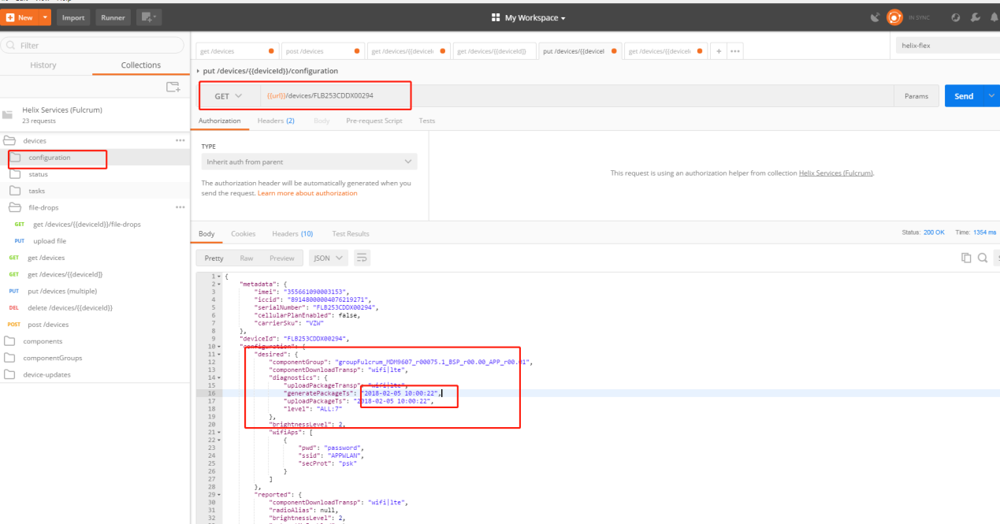 New
Import
Runner
My Workspace
IN SYNC
Filter
History
Collections
Helix Services (Fulcrum)
23 requests
devices
configuration
status
tasks
file-drops
GET get /devices/{{deviceId}}/file-drops
PUT upload file
GET get /devices
GET get /devices/{{deviceId]}
PUT put /devices (multiple)
DEL delete /devices/{{deviceId}}
POST post /devices
components
componentGroups
device-updates
get /devices
post /devices
get /devices/{{device
get /devices/{{deviceId]}
put /devices/{{devicel
get /devices/{{device
helix-flex
put /devices/{{deviceId}}/configuration
GET
{{url}}/devices/FLB253CDDX00294
Params
Send
Authorization
Headers (2)
Body
Pre-request Script
Tests
TYPE
Inherit auth from parent
The authorization header will be automatically generated when you
send the request. Learn more about authorization
This request is using an authorization helper from collection Helix Services (Fulcrum).
Body
Cookies
Headers (10)
Test Results
Status: 200 OK
Time: 1354 ms
Pretty
Raw
Preview
JSON
1 {
2 "metadata": {
3 "imei": "355661090003153",
4 "iccid": "89148000004076219271",
5 "serialNumber": "FLB253CDDX00294",
6 "cellularPlanEnabled": false,
7 "carrierSku": "VZW"
8 },
9 "deviceId": "FLB253CDDX00294",
10 "configuration": {
11 "desired": {
12 "componentGroup": "groupFulcrum_MDM9607_r00075.1_BSP_r00.00_APP_r00.01",
13 "componentDownloadTransp": "wifi|lte",
14 "diagnostics": {
15 "uploadPackageTransp": "wifi|lte",
16 "generatePackageTs": "2018-02-05 10:00:22",
17 "uploadPackageTs": "2018-02-05 10:00:22",
18 "level": "ALL:7"
19 },
20 "brightnessLevel": 2,
21 "wifiAps": [
22 {
23 "pwd": "password",
24 "ssid": "APPWLAN",
25 "secProt": "psk"
26 }
27 ]
28 },
29 "reported": {
30 "componentDownloadTransp": "wifi|lte",
31 "radioAlias": null,
32 "brightnessLevel": 2,